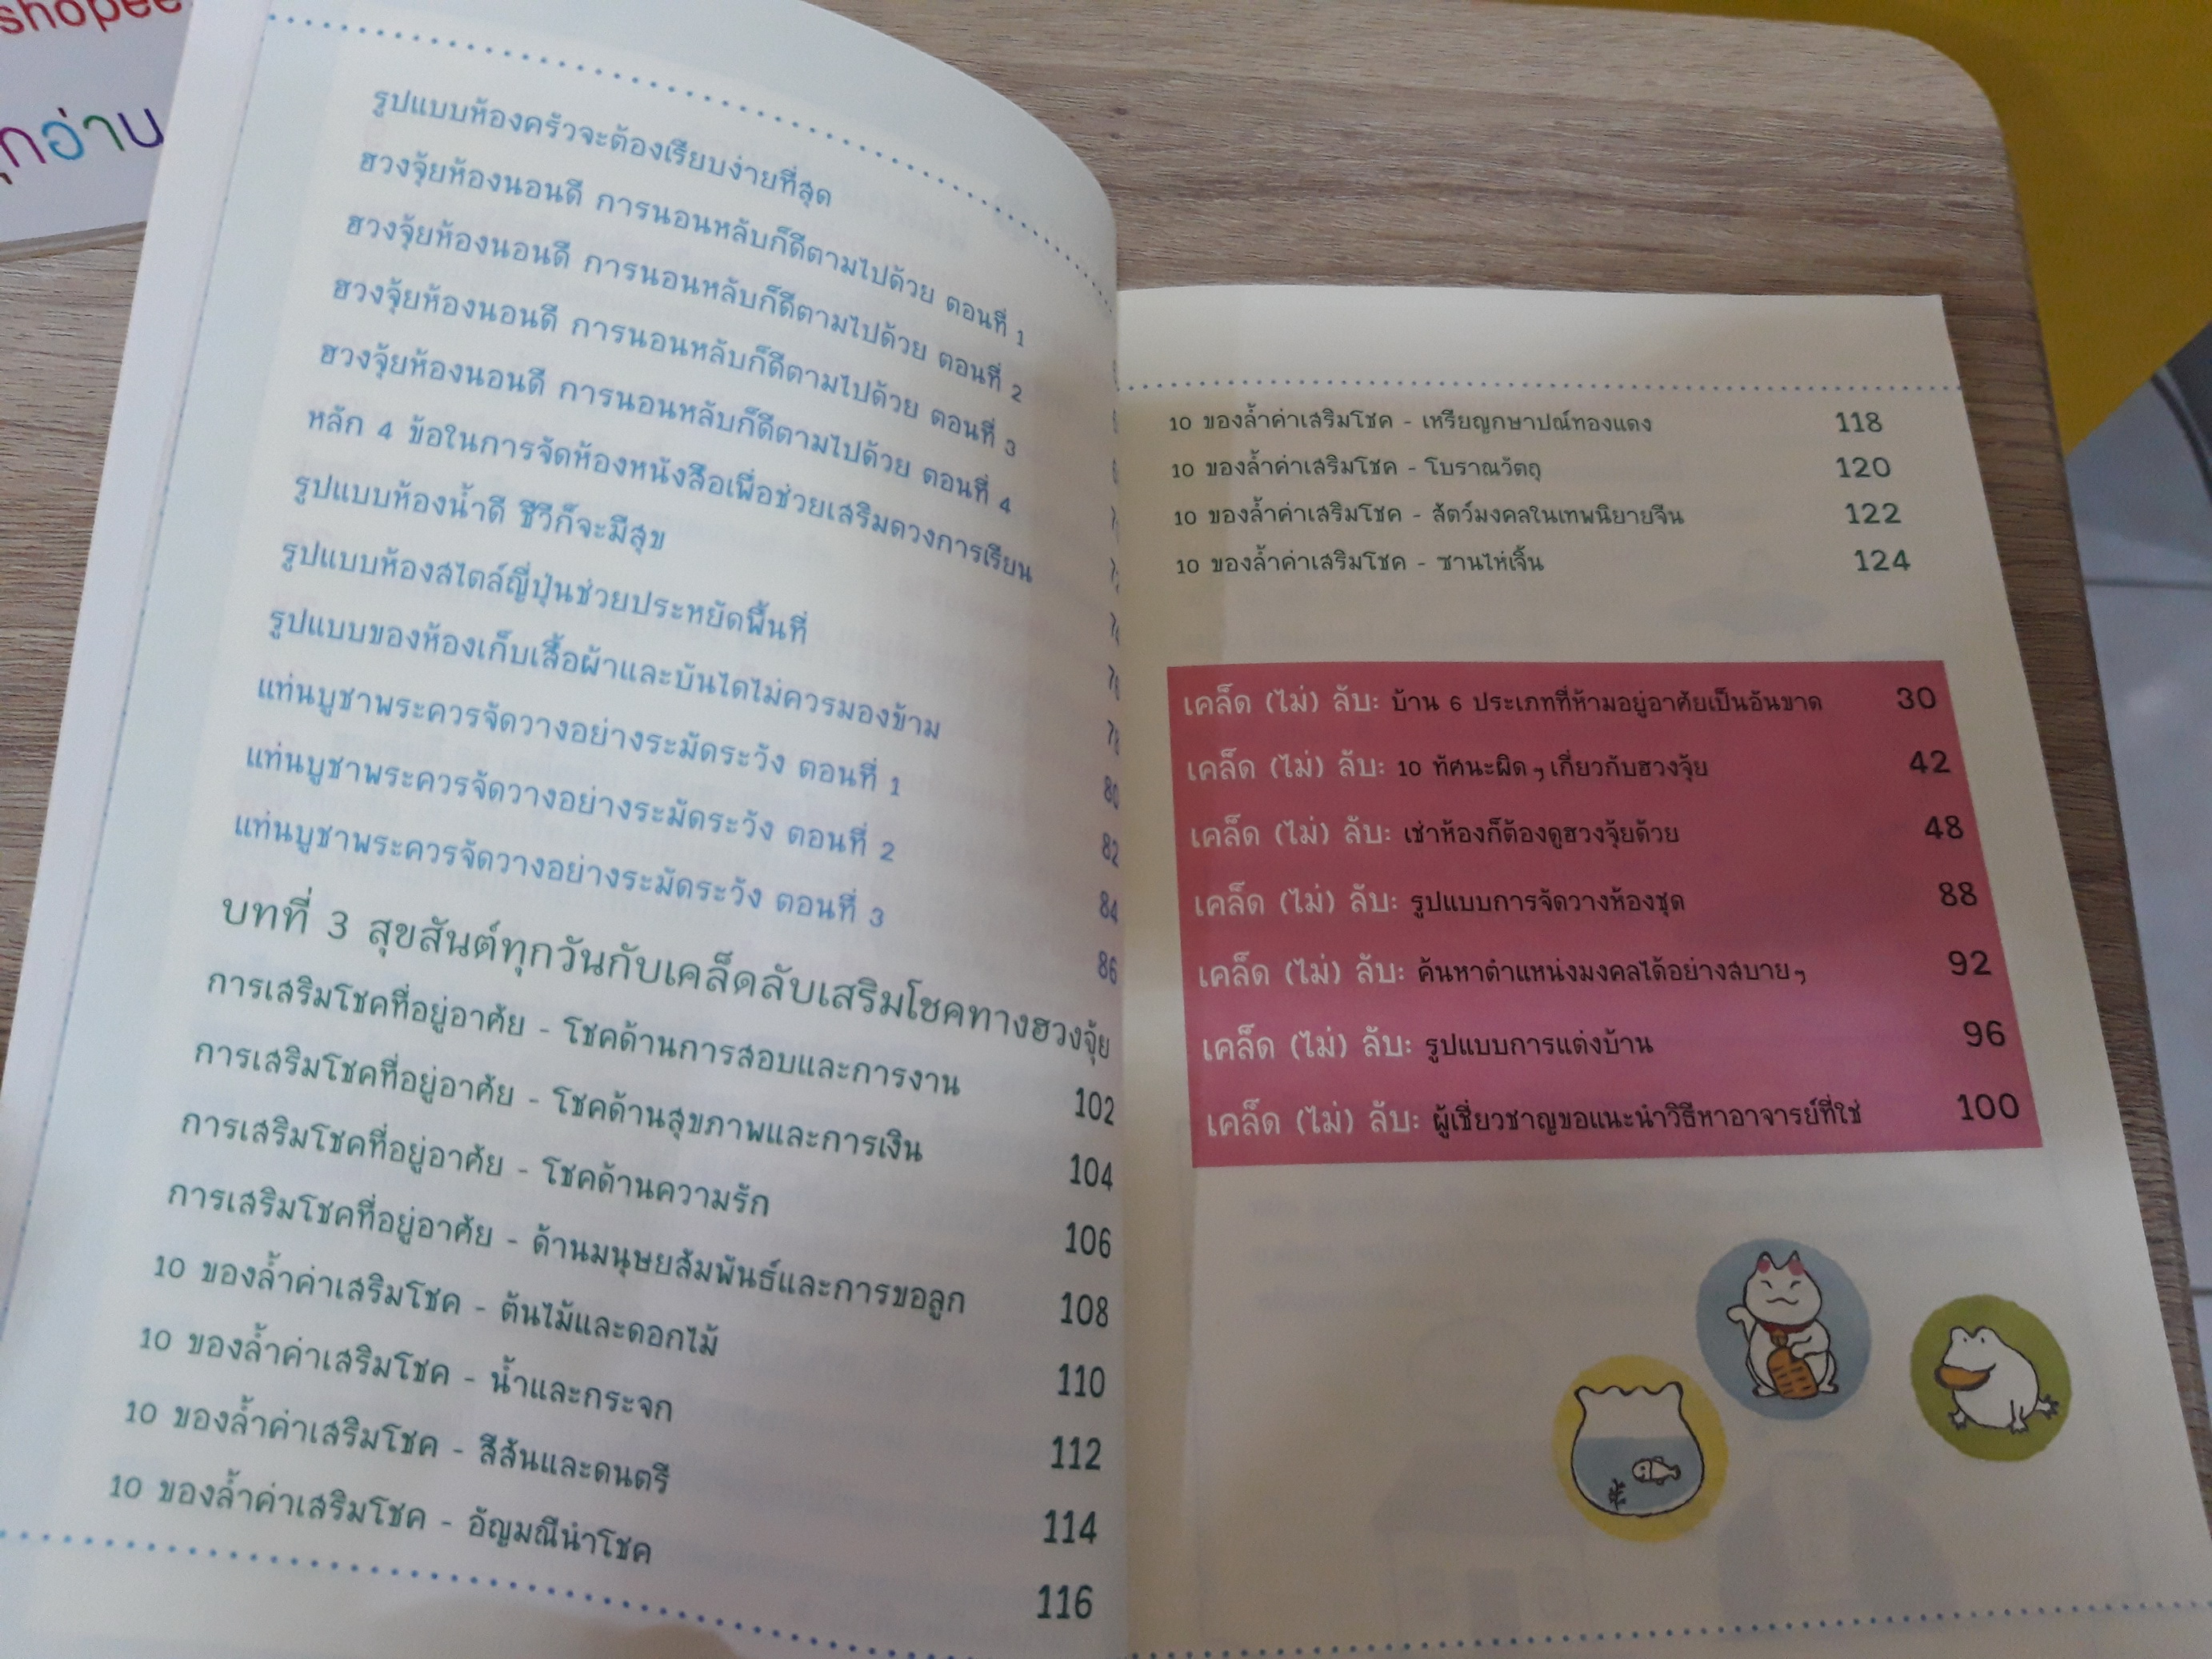 shopee
รูปแบบห้องครัวจะต้องเรียบง่ายที่สุด
ฮวงจุ้ยห้องนอนดี การนอนหลับก็ดีตามไปด้วย ตอนที่ 1
ฮวงจุ้ยห้องนอนดี การนอนหลับก็ดีตามไปด้วย ตอนที่ 2
ฮวงจุ้ยห้องนอนดี การนอนหลับก็ดีตามไปด้วย ตอนที่ 3
ฮวงจุ้ยห้องนอนดี การนอนหลับก็ดีตามไปด้วย ตอนที่ 4
หลัก 4 ข้อในการจัดห้องหนังสือเพื่อช่วยเสริมดวงการเรียน
รูปแบบห้องน้ำดี ชีวีก็จะมีสุข
รูปแบบห้องสไตล์ญี่ปุ่นช่วยประหยัดพื้นที่
รูปแบบของห้องเก็บเสื้อผ้าและบันไดไม่ควรมองข้าม
แท่นบูชาพระควรจัดวางอย่างระมัดระวัง ตอนที่ 1 82
แท่นบูชาพระควรจัดวางอย่างระมัดระวัง ตอนที่ 2 84
แท่นบูชาพระควรจัดวางอย่างระมัดระวัง ตอนที่ 3 86
บทที่ 3 สุขสันต์ทุกวันกับเคล็ดลับเสริมโชคทางฮวงจุ้ย
การเสริมโชคที่อยู่อาศัย - โชคด้านการสอบและการงาน 102
การเสริมโชคที่อยู่อาศัย - โชคด้านสุขภาพและการเงิน 104
การเสริมโชคที่อยู่อาศัย - โชคด้านความรัก 106
การเสริมโชคที่อยู่อาศัย - ด้านมนุษยสัมพันธ์และการขอลูก 108
10 ของล้ำค่าเสริมโชค - ต้นไม้และดอกไม้ 110
10 ของล้ำค่าเสริมโชค - น้ำและกระจก 112
10 ของล้ำค่าเสริมโชค - สีสันและดนตรี 114
10 ของล้ำค่าเสริมโชค - อัญมณีนำโชค 116
10 ของล้ำค่าเสริมโชค - เหรียญกษาปณ์ทองแดง 118
10 ของล้ำค่าเสริมโชค - โบราณวัตถุ 120
10 ของล้ำค่าเสริมโชค - สัตว์มงคลในเทพนิยายจีน 122
10 ของล้ำค่าเสริมโชค - ซานไห่เจิ้น 124
เคล็ด (ไม่) ลับ: บ้าน 6 ประเภทที่ห้ามอยู่อาศัยเป็นอันขาด 30
เคล็ด (ไม่) ลับ: 10 ทัศนะผิดๆ เกี่ยวกับฮวงจุ้ย 42
เคล็ด (ไม่) ลับ: เช่าห้องก็ต้องดูฮวงจุ้ยด้วย 48
เคล็ด (ไม่) ลับ: รูปแบบการจัดวางห้องชุด 88
เคล็ด (ไม่) ลับ: ค้นหาตำแหน่งมงคลได้อย่างสบายๆ 92
เคล็ด (ไม่) ลับ: รูปแบบการแต่งบ้าน 96
เคล็ด (ไม่) ลับ: ผู้เชี่ยวชาญขอแนะนำวิธีหาอาจารย์ที่ใช่ 100